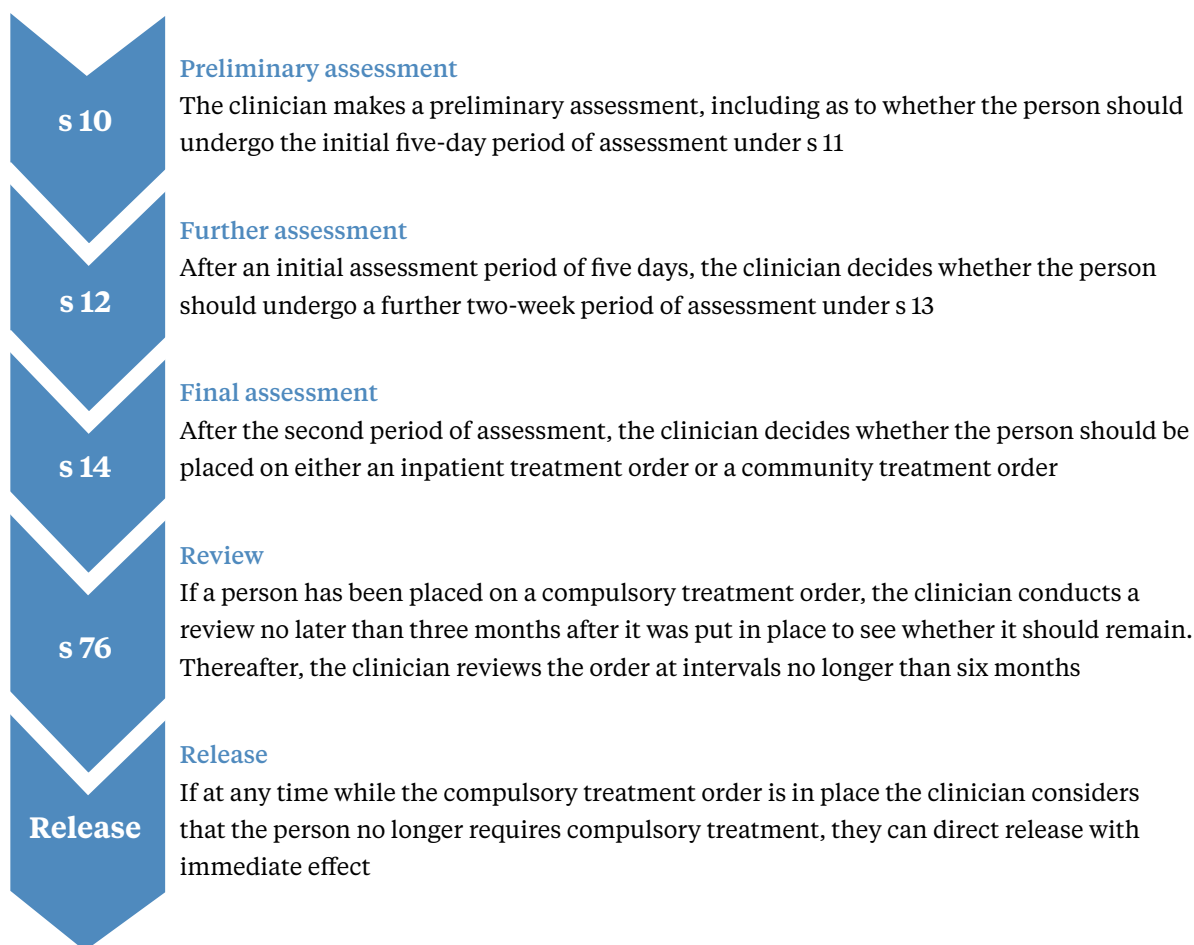 s 10
Preliminary assessment
The clinician makes a preliminary assessment, including as to whether the person should
undergo the initial five-day period of assessment under s 11
s 12
Further assessment
After an initial assessment period of five days, the clinician decides whether the person
should undergo a further two-week period of assessment under s 13
s 14
Final assessment
After the second period of assessment, the clinician decides whether the person should be
placed on either an inpatient treatment order or a community treatment order
s 76
Review
If a person has been placed on a compulsory treatment order, the clinician conducts a
review no later than three months after it was put in place to see whether it should remain.
Thereafter, the clinician reviews the order at intervals no longer than six months
Release
Release
If at any time while the compulsory treatment order is in place the clinician considers
that the person no longer requires compulsory treatment, they can direct release with
immediate effect